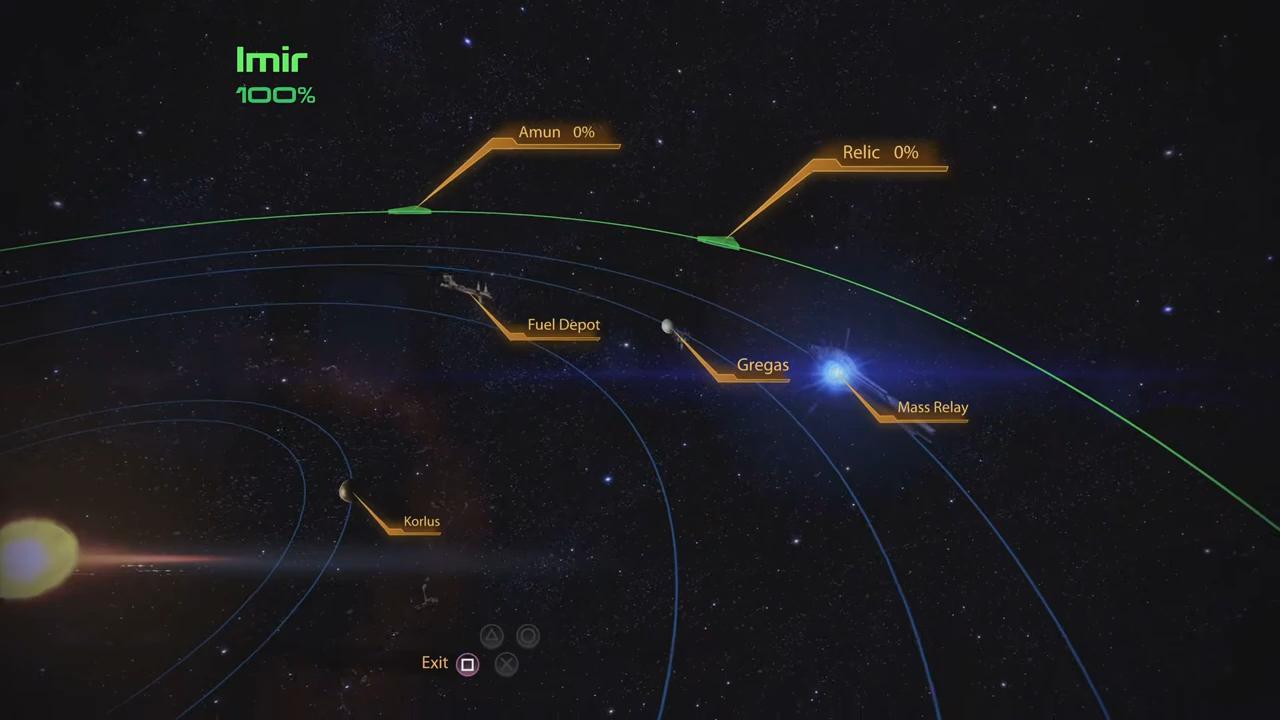 Imir
100%
Amun 0%
Relic 0%
Fuel Depot
Gregas
Mass Relay
Korlus
Exit